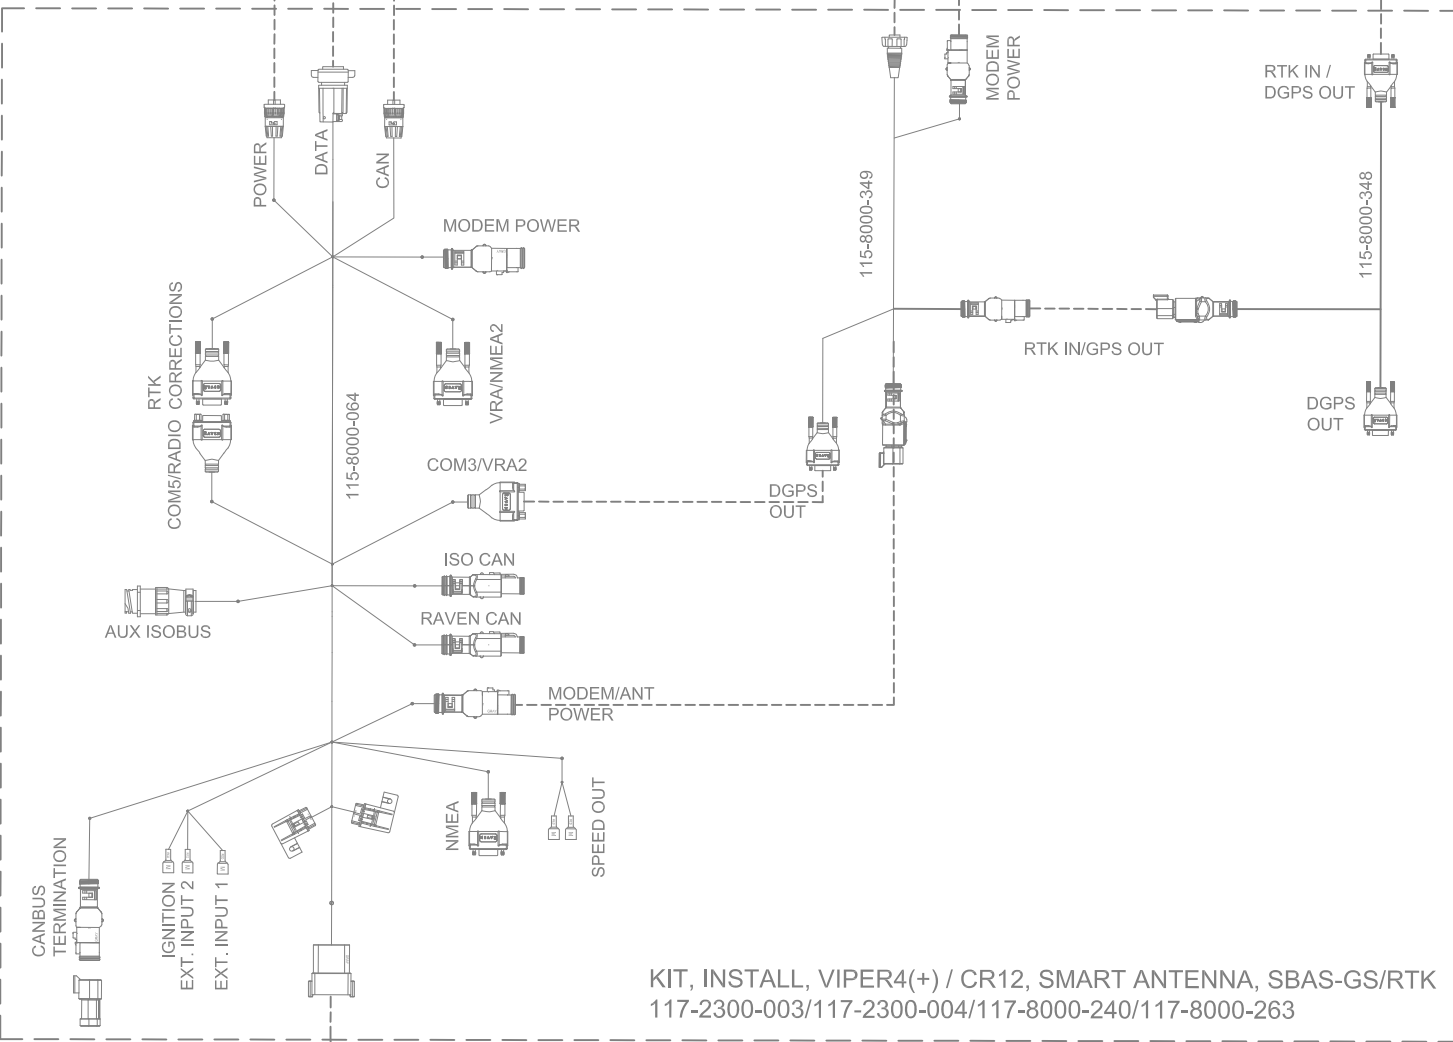 POWER
DATA
CAN
MODEM
POWER
RTK IN /
DGPS OUT
MODEM POWER
115-8000-349
115-8000-348
RTK
CORRECTIONS
COM5/RADIO
VRA/NMEA2
115-8000-064
RTK IN/GPS OUT
DGPS
OUT
COM3/VRA2
DGPS
OUT
ISO CAN
AUX ISOBUS
RAVEN CAN
MODEM/ANT
POWER
NMEA
SPEED OUT
CANBUS
TERMINATION
IGNITION
EXT. INPUT 2
EXT. INPUT 1
KIT, INSTALL, VIPER4(+) / CR12, SMART ANTENNA, SBAS-GS/RTK
117-2300-003/117-2300-004/117-8000-240/117-8000-263